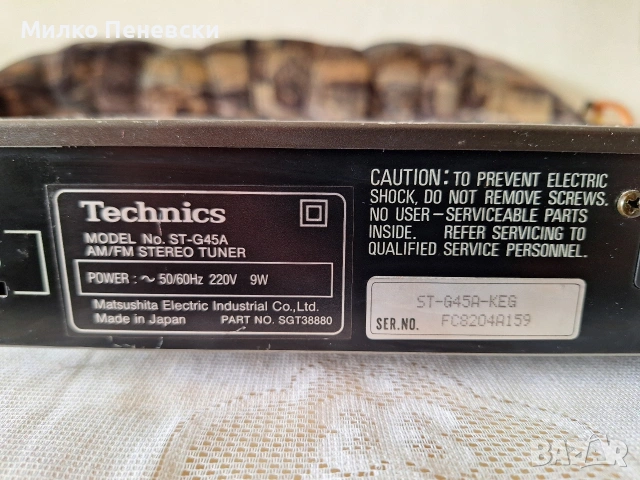 Милко Пеневски
Technics
MODEL No. ST-G45A
AM/FM STEREO TUNER
POWER : ~ 50/60Hz 220V 9W
Matsushita Electric Industrial Co., Ltd.
Made in Japan PART NO. SGT38880
CAUTION: TO PREVENT ELECTRIC
SHOCK, DO NOT REMOVE SCREWS.
NO USER-SERVICEABLE PARTS
INSIDE. REFER SERVICING TO
QUALIFIED SERVICE PERSONNEL.
ST-G45A-KEG
SER.NO. FC8204A159
BAZAR